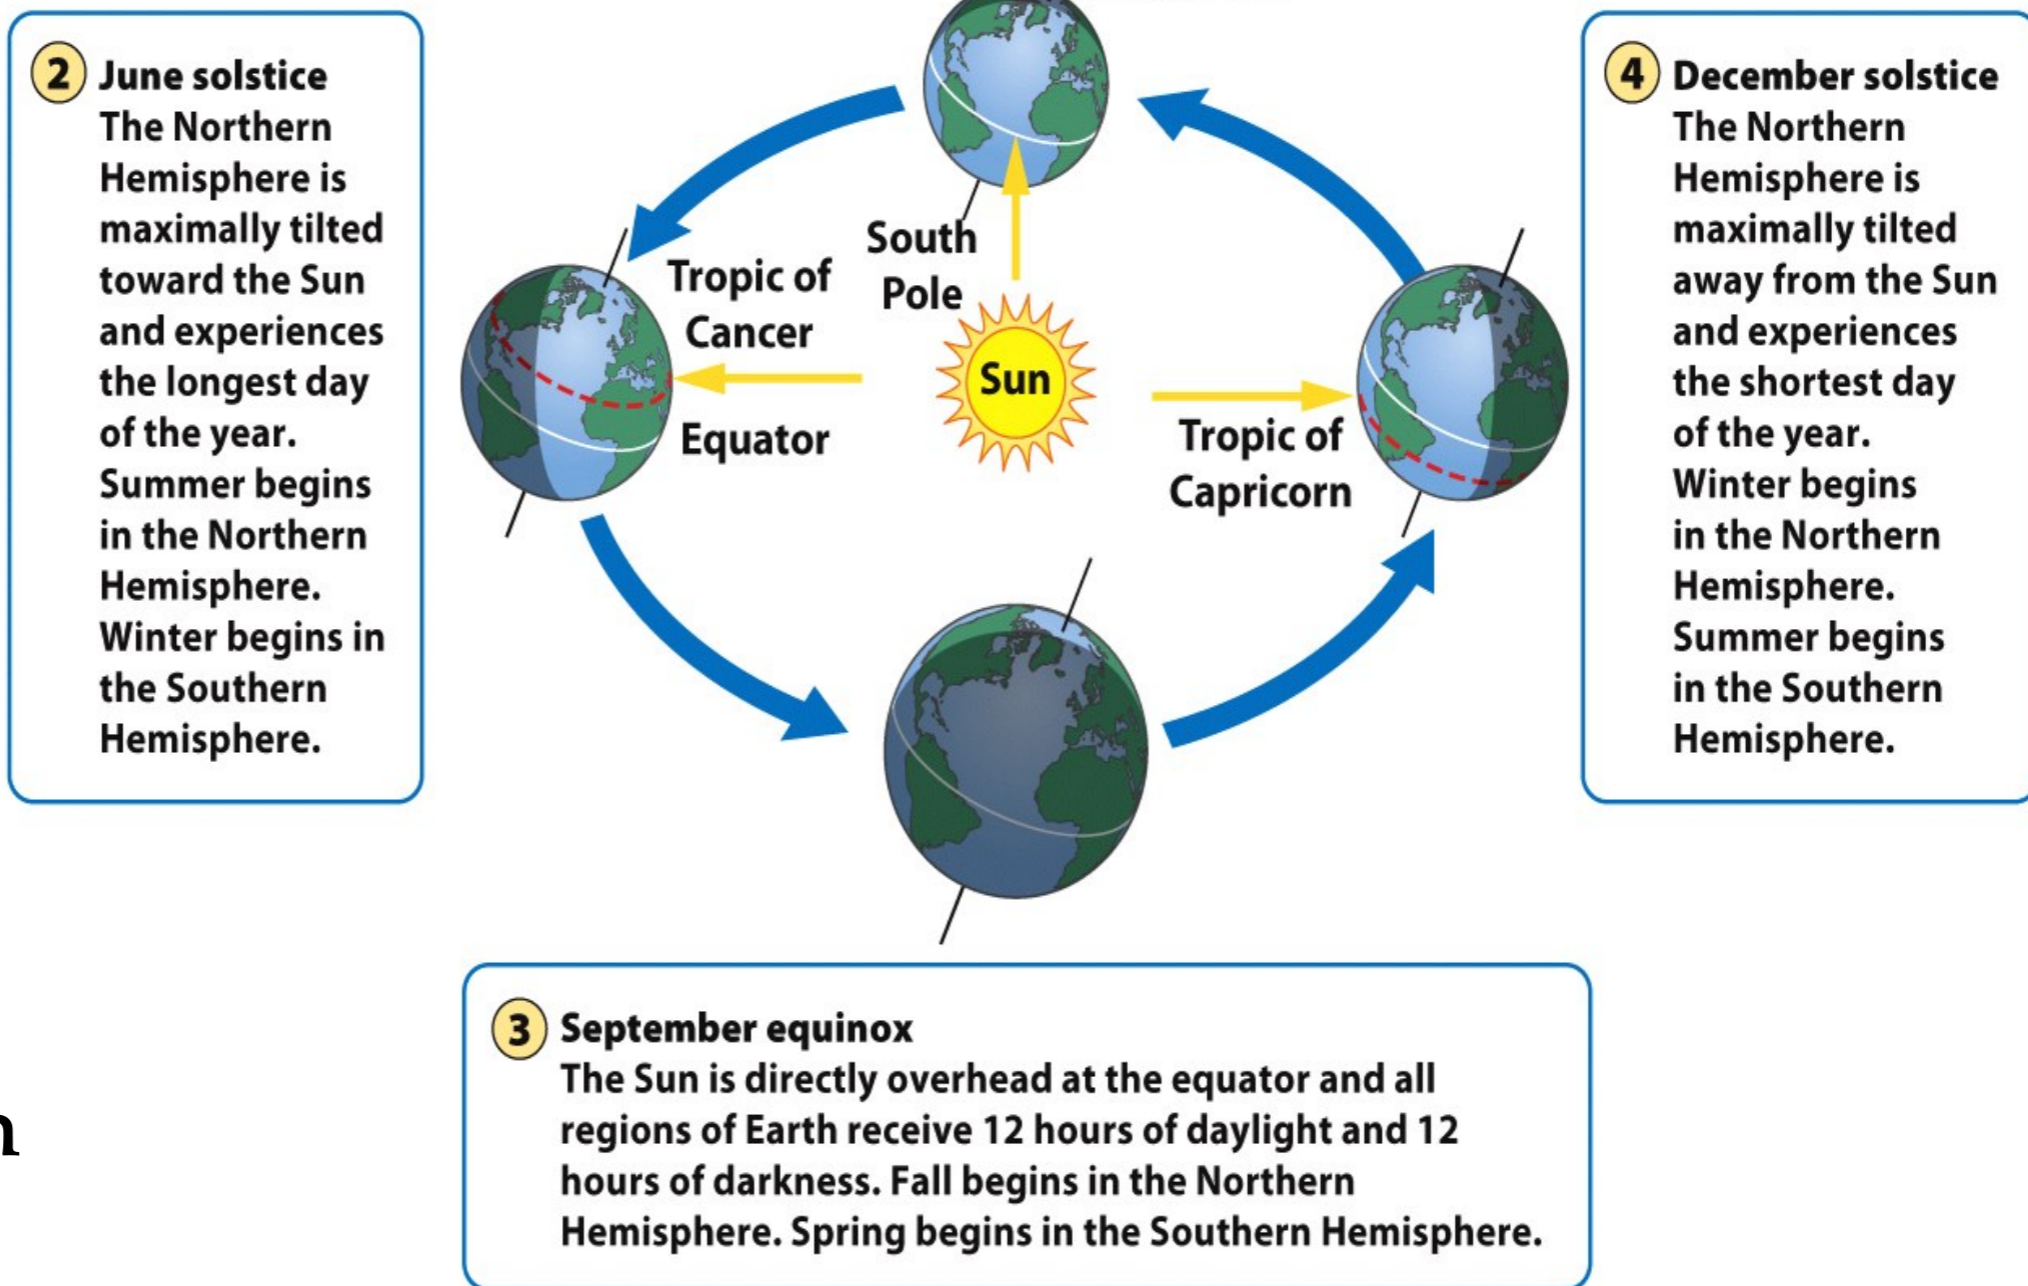 2 June solstice
The Northern
Hemisphere is
maximally tilted
toward the Sun
and experiences
the longest day
of the year.
Summer begins
in the Northern
Hemisphere.
Winter begins in
the Southern
Hemisphere.
South
Pole
Tropic of
Cancer
Equator
Sun
Tropic of
Capricorn
4 December solstice
The Northern
Hemisphere is
maximally tilted
away from the Sun
and experiences
the shortest day
of the year.
Winter begins
in the Northern
Hemisphere.
Summer begins
in the Southern
Hemisphere.
3 September equinox
The Sun is directly overhead at the equator and all
regions of Earth receive 12 hours of daylight and 12
hours of darkness. Fall begins in the Northern
Hemisphere. Spring begins in the Southern Hemisphere.